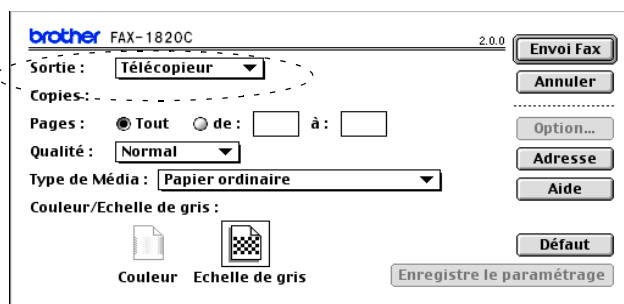 brother FAX-1820C 2.0.0
Envoi Fax
Sortie : Télécopieur
Annuler
Copies :
Pages : Tout de : à :
Option...
Qualité : Normal
Adresse
Type de Média : Papier ordinaire
Aide
Couleur/Echelle de gris :
Défaut
Couleur Echelle de gris
Enregistre le paramétrage